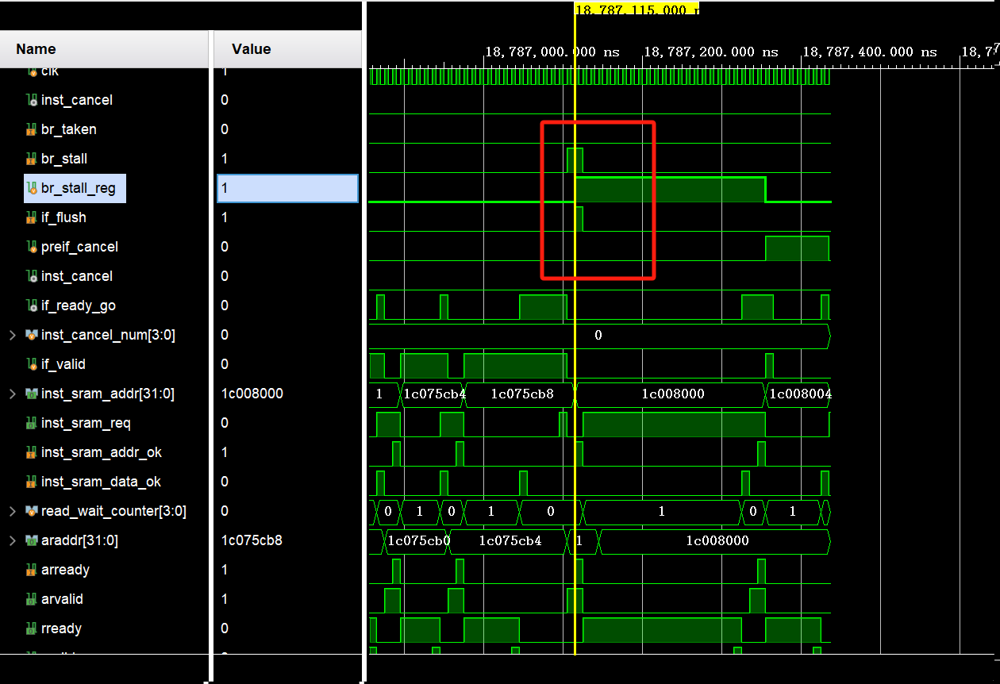 18,787,115.000
Name Value
18,787,000.000 ns 18,787,200.000 ns 18,787,400.000 ns
clk 1
inst_cancel 0
br_taken 0
br_stall 1
br_stall_reg 1
if_flush 1
preif_cancel 0
inst_cancel 0
if_ready_go 0
inst_cancel_num[3:0] 0 0
if_valid 0
inst_sram_addr[31:0] 1c008000 1 1c075cb4 1c075cb8 1c008000 1c008004
inst_sram_req 0
inst_sram_addr_ok 1
inst_sram_data_ok 0
read_wait_counter[3:0] 0 0 1 0 1 0 1 0 1
araddr[31:0] 1c075cb8 1c075cb0 1c075cb4 1 1c008000
arready 1
arvalid 1
rready 0